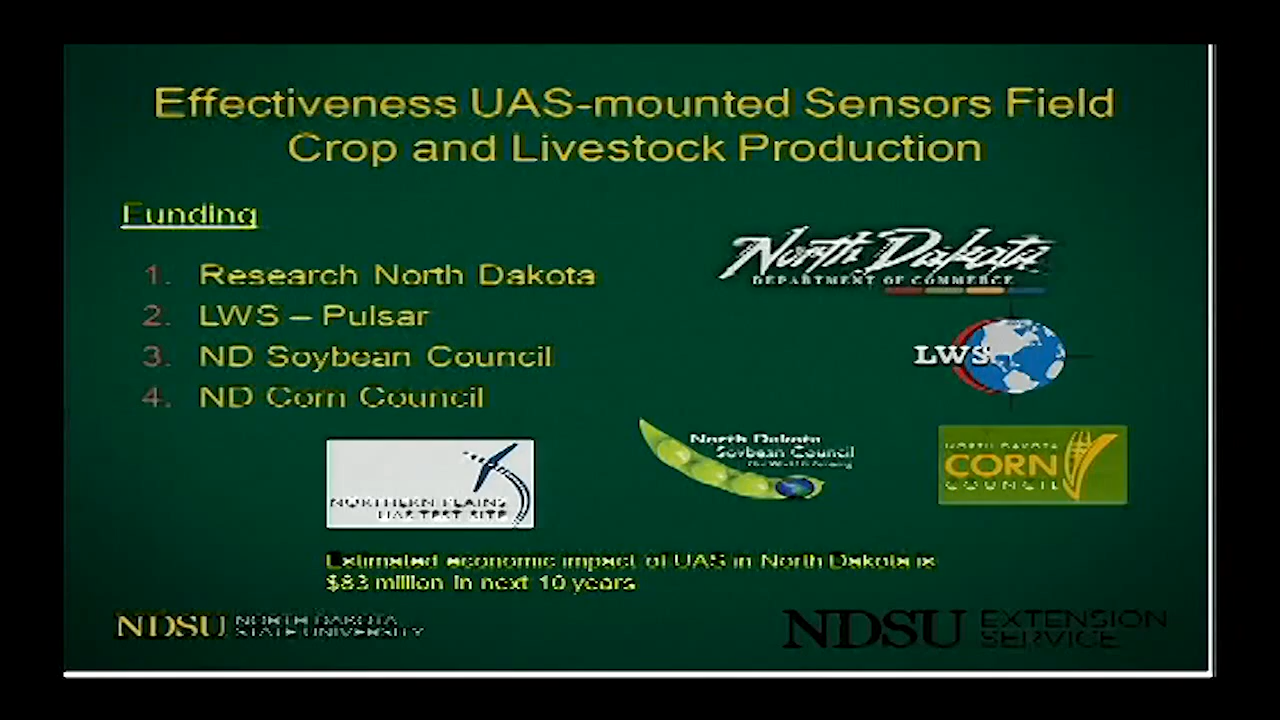 Effectiveness UAS-mounted Sensors Field
Crop and Livestock Production
Funding
1. Research North Dakota
2. LWS – Pulsar
3. ND Soybean Council
4. ND Corn Council
North Dakota
DEPARTMENT OF COMMERCE
LWS
NORTHERN PLAINS
UAS TEST SITE
North Dakota
Soybean Council
NORTH DAKOTA
CORN
COUNCIL
Estimated economic impact of UAS in North Dakota is
$83 million in next 10 years
NDSU NORTH DAKOTA
STATE UNIVERSITY
NDSU EXTENSION
SERVICE